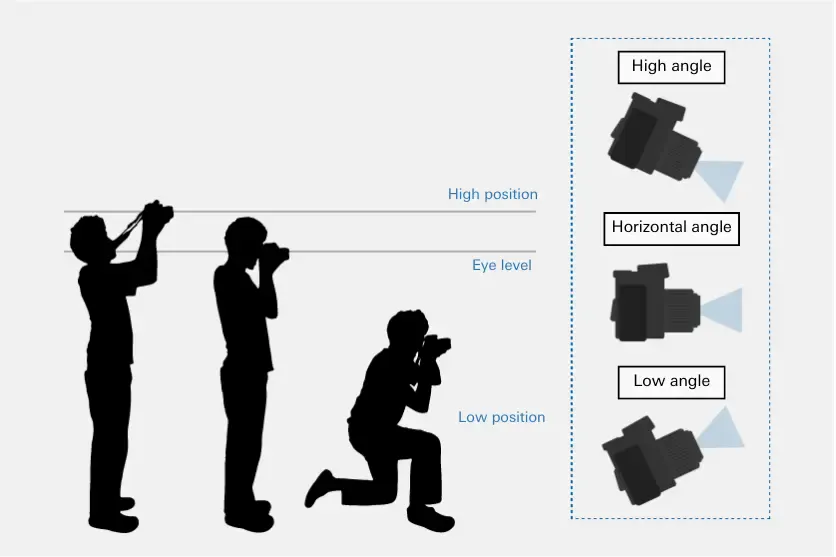 High angle
High position
Horizontal angle
Eye level
Low angle
Low position